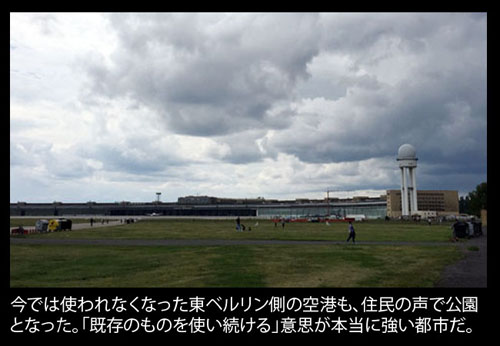 今では使われなくなった東ベルリン側の空港も、住民の声で公園
となった。「既存のものを使い続ける」意思が本当に強い都市だ。